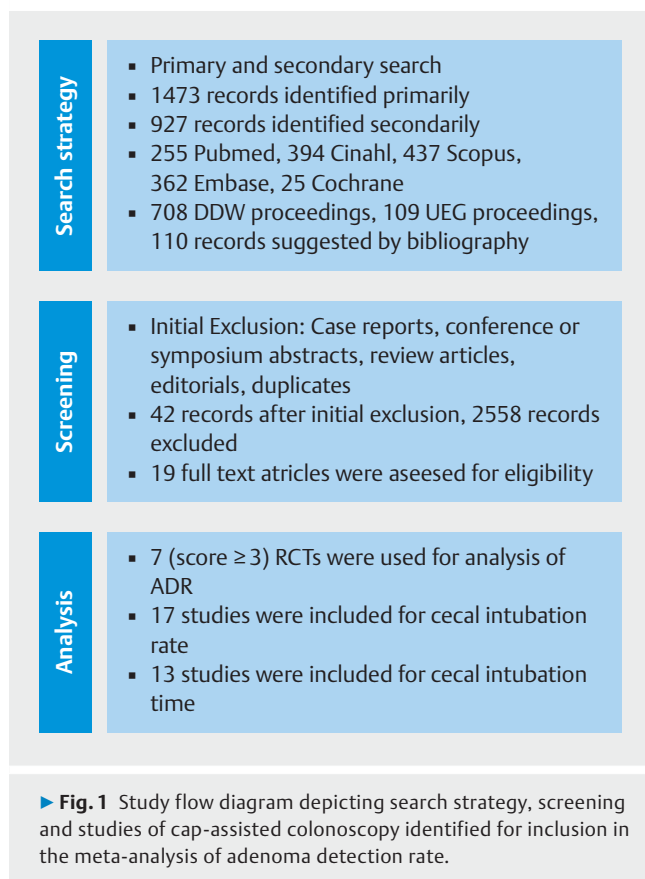 Search strategy
▪ Primary and secondary search
▪ 1473 records identified primarily
▪ 927 records identified secondarily
▪ 255 Pubmed, 394 Cinahl, 437 Scopus,
362 Embase, 25 Cochrane
▪ 708 DDW proceedings, 109 UEG proceedings,
110 records suggested by bibliography
Screening
▪ Initial Exclusion: Case reports, conference or
symposium abstracts, review articles,
editorials, duplicates
▪ 42 records after initial exclusion, 2558 records
excluded
▪ 19 full text atricles were aseesed for eligibility
Analysis
▪ 7 (score ≥ 3) RCTs were used for analysis of
ADR
▪ 17 studies were included for cecal intubation
rate
▪ 13 studies were included for cecal intubation
time
▶ Fig. 1 Study flow diagram depicting search strategy, screening
and studies of cap-assisted colonoscopy identified for inclusion in
the meta-analysis of adenoma detection rate.